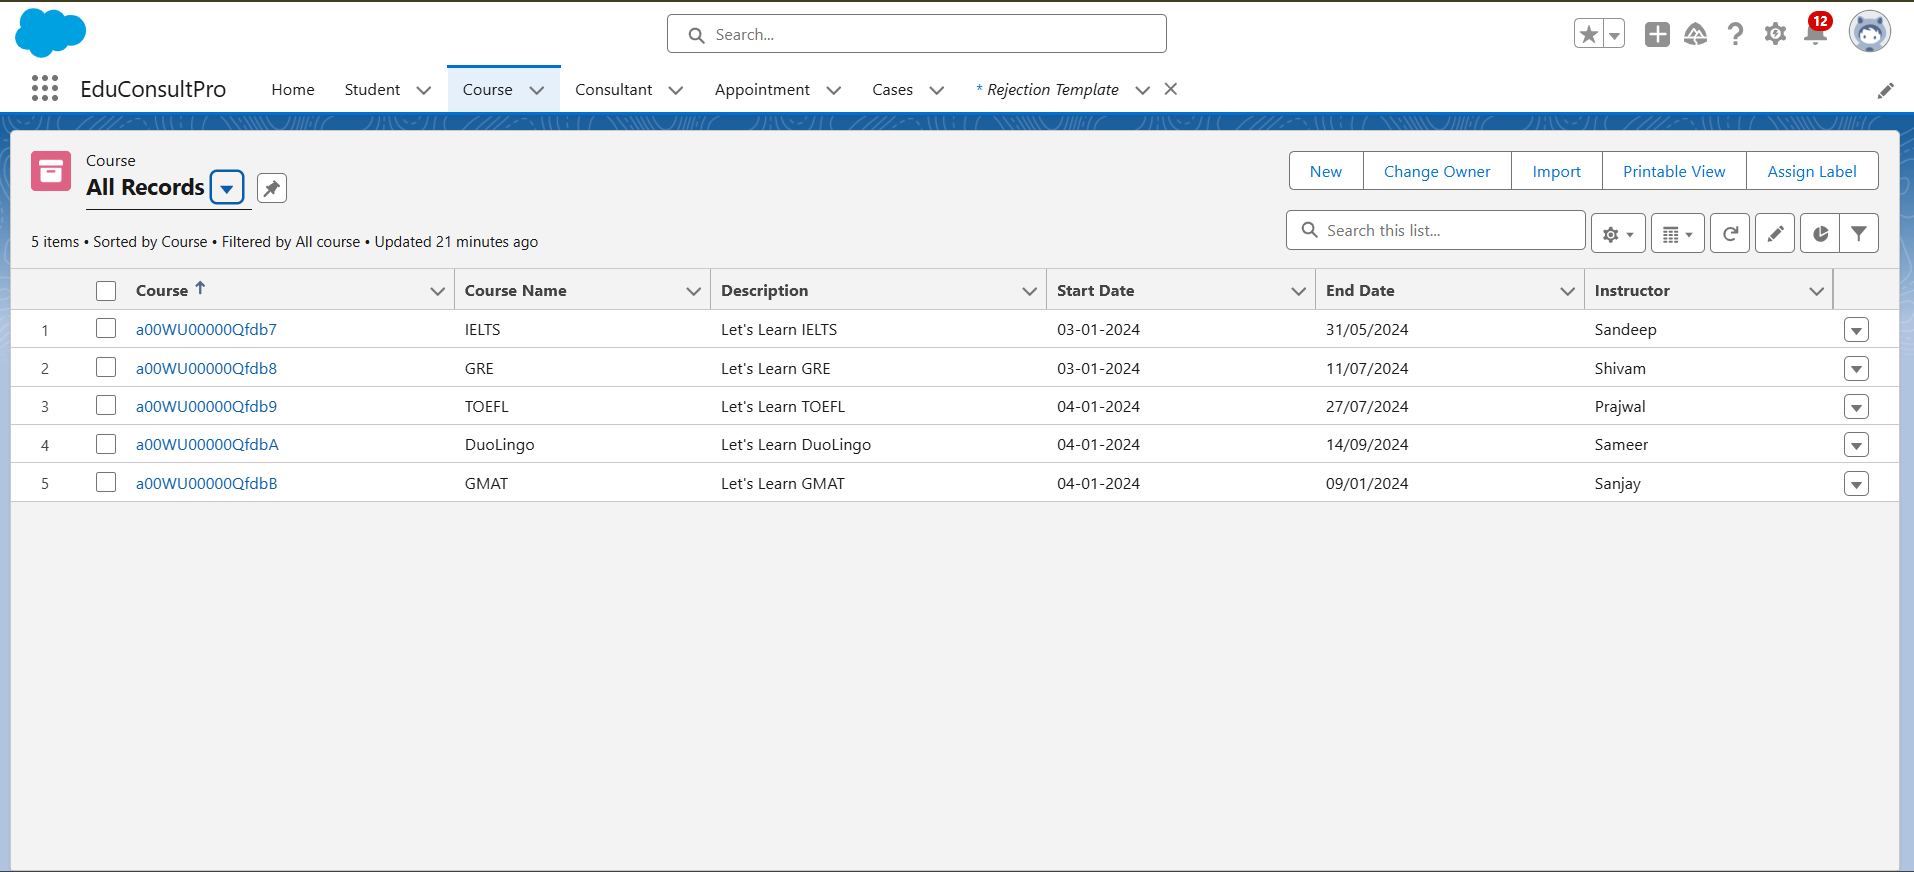 Search...
12
EduConsultPro Home Student Course Consultant Appointment Cases * Rejection Template
Course
All Records
New Change Owner Import Printable View Assign Label
5 items • Sorted by Course • Filtered by All course • Updated 21 minutes ago
Search this list...
Course Course Name Description Start Date End Date Instructor
1 a00WU00000Qfdb7 IELTS Let's Learn IELTS 03-01-2024 31/05/2024 Sandeep
2 a00WU00000Qfdb8 GRE Let's Learn GRE 03-01-2024 11/07/2024 Shivam
3 a00WU00000Qfdb9 TOEFL Let's Learn TOEFL 04-01-2024 27/07/2024 Prajwal
4 a00WU00000QfdbA DuoLingo Let's Learn DuoLingo 04-01-2024 14/09/2024 Sameer
5 a00WU00000QfdbB GMAT Let's Learn GMAT 04-01-2024 09/01/2024 Sanjay